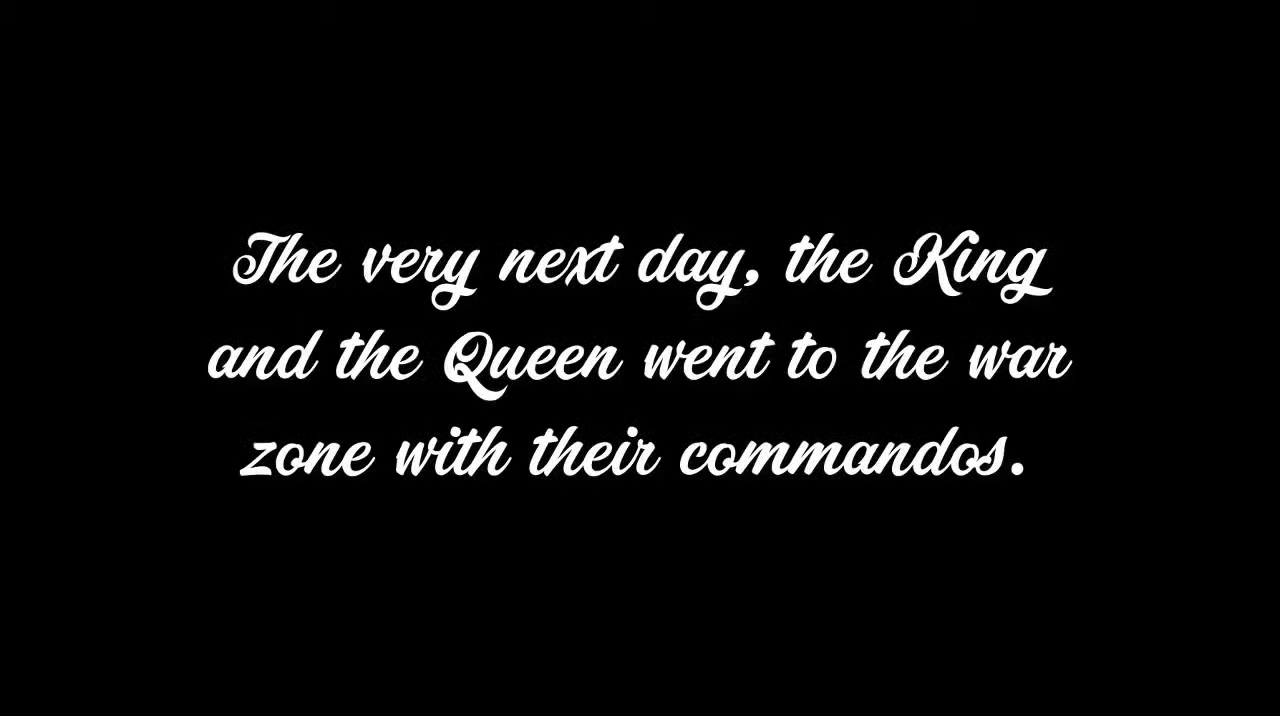 The very next day, the King
and the Queen went to the war
zone with their commandos.